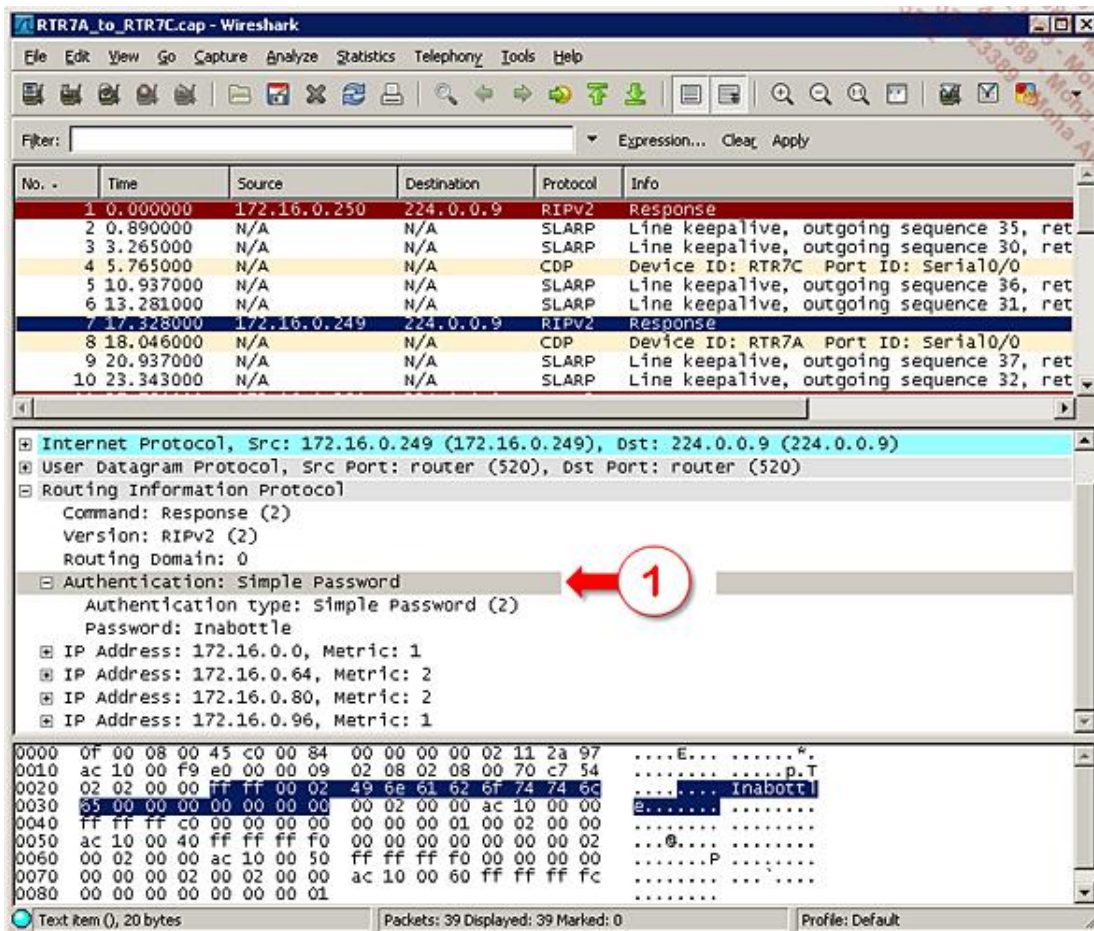 RTR7A_to_RTR7C.cap - Wireshark
File Edit View Go Capture Analyze Statistics Telephony Tools Help
Filter: Expression... Clear Apply
No. - Time Source Destination Protocol Info
1 0.000000 172.16.0.250 224.0.0.9 RIPv2 Response
2 0.890000 N/A N/A SLARP Line keepalive, outgoing sequence 35, ret
3 3.265000 N/A N/A SLARP Line keepalive, outgoing sequence 30, ret
4 5.765000 N/A N/A CDP Device ID: RTR7C Port ID: Serial0/0
5 10.937000 N/A N/A SLARP Line keepalive, outgoing sequence 36, ret
6 13.281000 N/A N/A SLARP Line keepalive, outgoing sequence 31, ret
7 17.328000 172.16.0.249 224.0.0.9 RIPv2 Response
8 18.046000 N/A N/A CDP Device ID: RTR7A Port ID: Serial0/0
9 20.937000 N/A N/A SLARP Line keepalive, outgoing sequence 37, ret
10 23.343000 N/A N/A SLARP Line keepalive, outgoing sequence 32, ret
Internet Protocol, Src: 172.16.0.249 (172.16.0.249), Dst: 224.0.0.9 (224.0.0.9)
User Datagram Protocol, Src Port: router (520), Dst Port: router (520)
Routing Information Protocol
Command: Response (2)
Version: RIPv2 (2)
Routing Domain: 0
Authentication: Simple Password 1
Authentication type: Simple Password (2)
Password: Inabottle
IP Address: 172.16.0.0, Metric: 1
IP Address: 172.16.0.64, Metric: 2
IP Address: 172.16.0.80, Metric: 2
IP Address: 172.16.0.96, Metric: 1
0000 0f 00 08 00 45 c0 00 84 00 00 00 00 02 11 2a 97 ....E... ......*.
0010 ac 10 00 f9 e0 00 00 09 02 08 02 08 00 70 c7 54 ........ .....p.T
0020 02 02 00 00 ff ff 00 02 49 6e 61 62 6f 74 74 6c ........ Inabottl
0030 65 00 00 00 00 00 00 00 00 02 00 00 ac 10 00 00 e....... ........
0040 ff ff ff c0 00 00 00 00 00 00 00 01 00 02 00 00 ........ ........
0050 ac 10 00 40 ff ff ff f0 00 00 00 00 00 00 00 02 ...@.... ........
0060 00 02 00 00 ac 10 00 50 ff ff ff f0 00 00 00 00 .......P ........
0070 00 00 00 02 00 02 00 00 ac 10 00 60 ff ff ff fc ........ ...`....
0080 00 00 00 00 00 00 00 01 ........
Text item (), 20 bytes Packets: 39 Displayed: 39 Marked: 0 Profile: Default